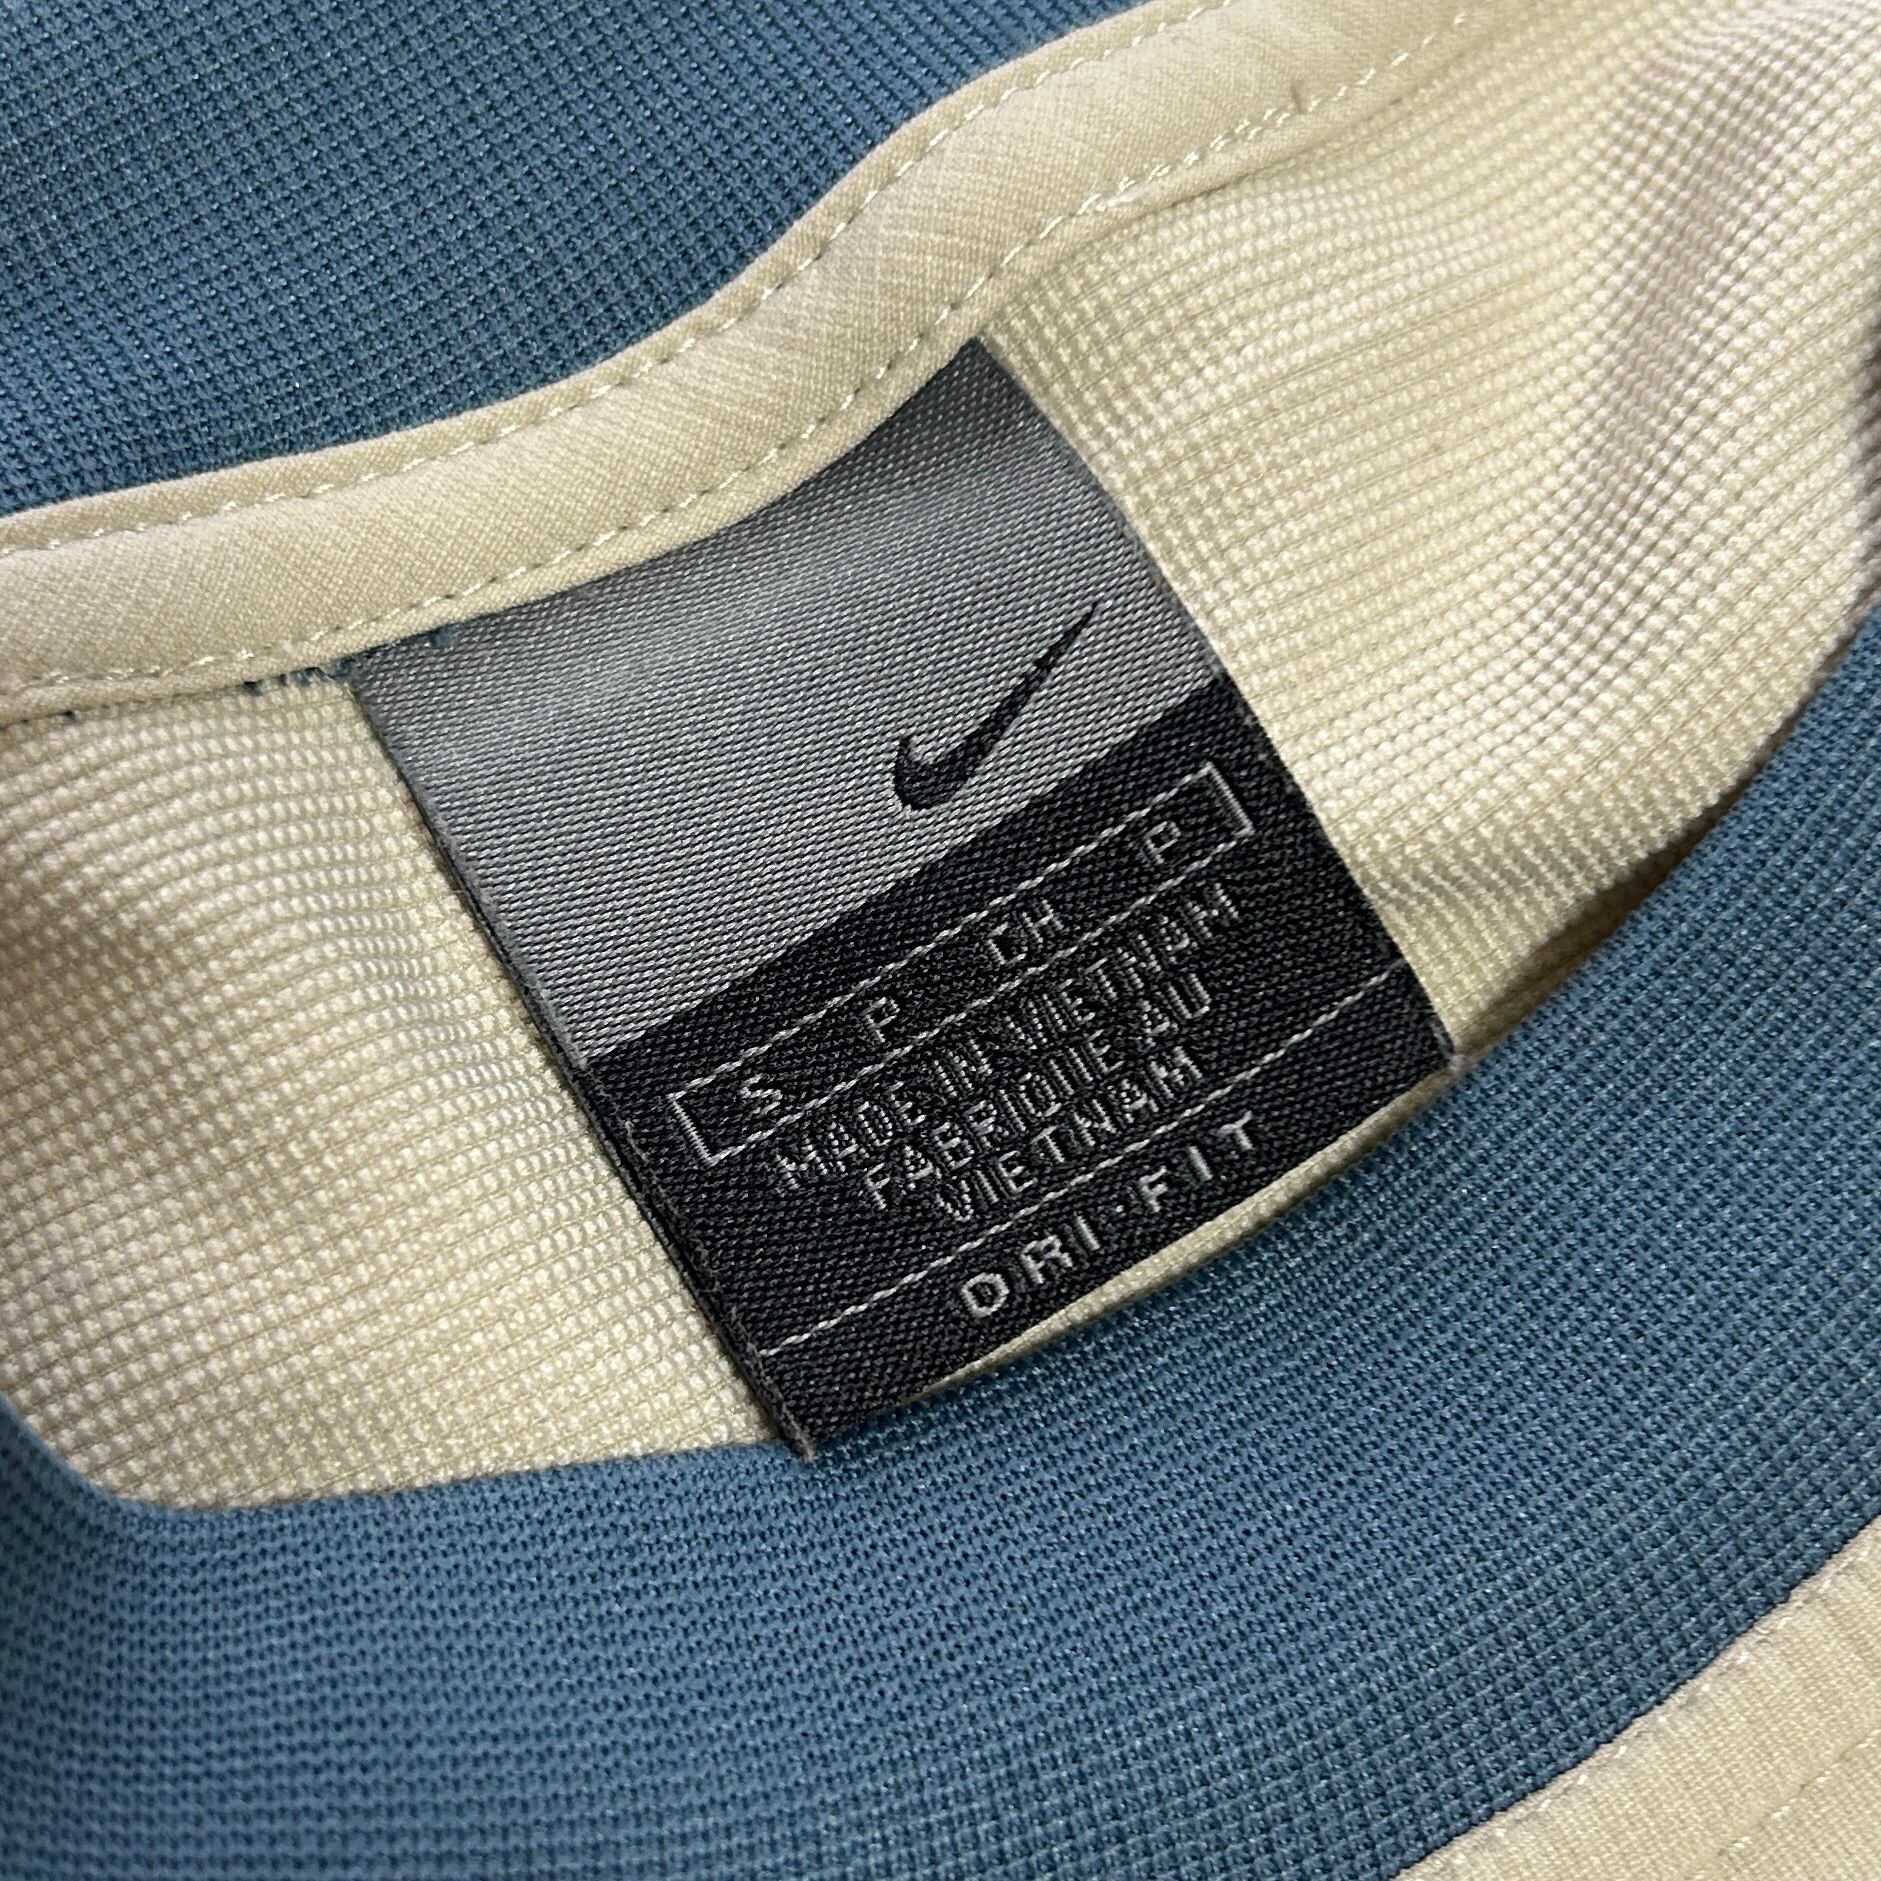 S P CH P
MADE IN VIETNAM
FABRIQUE AU
VIETNAM
DRI·FIT